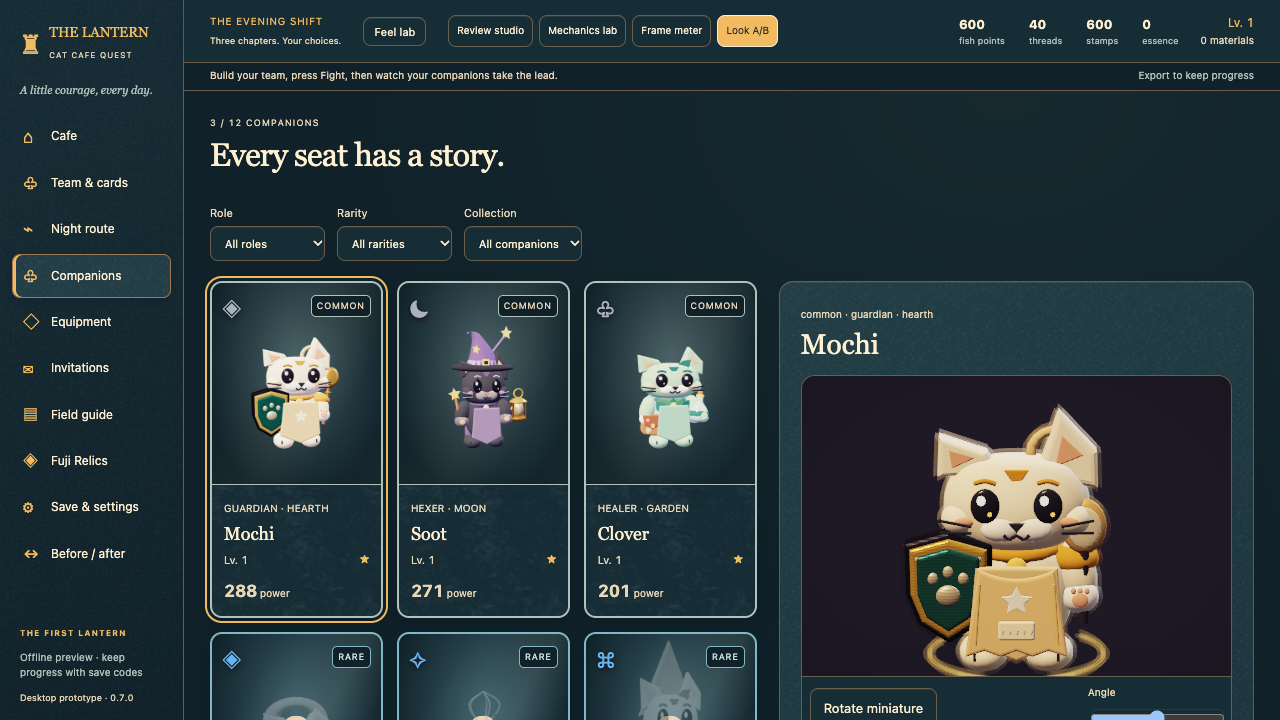 THE LANTERN
CAT CAFE QUEST
A little courage, every day.
Cafe
Team & cards
Night route
Companions
Equipment
Invitations
Field guide
Fuji Relics
Save & settings
Before / after
THE FIRST LANTERN
Offline preview · keep
progress with save codes
Desktop prototype · 0.7.0
THE EVENING SHIFT
Three chapters. Your choices.
Feel lab
Review studio
Mechanics lab
Frame meter
Look A/B
600
fish points
40
threads
600
stamps
0
essence
Lv. 1
0 materials
Build your team, press Fight, then watch your companions take the lead.
Export to keep progress
3 / 12 COMPANIONS
Every seat has a story.
Role
Rarity
Collection
All roles
All rarities
All companions
COMMON
GUARDIAN · HEARTH
Mochi
Lv. 1
288 power
COMMON
HEXER · MOON
Soot
Lv. 1
271 power
COMMON
HEALER · GARDEN
Clover
Lv. 1
201 power
RARE
RARE
RARE
common · guardian · hearth
Mochi
Rotate miniature
Angle